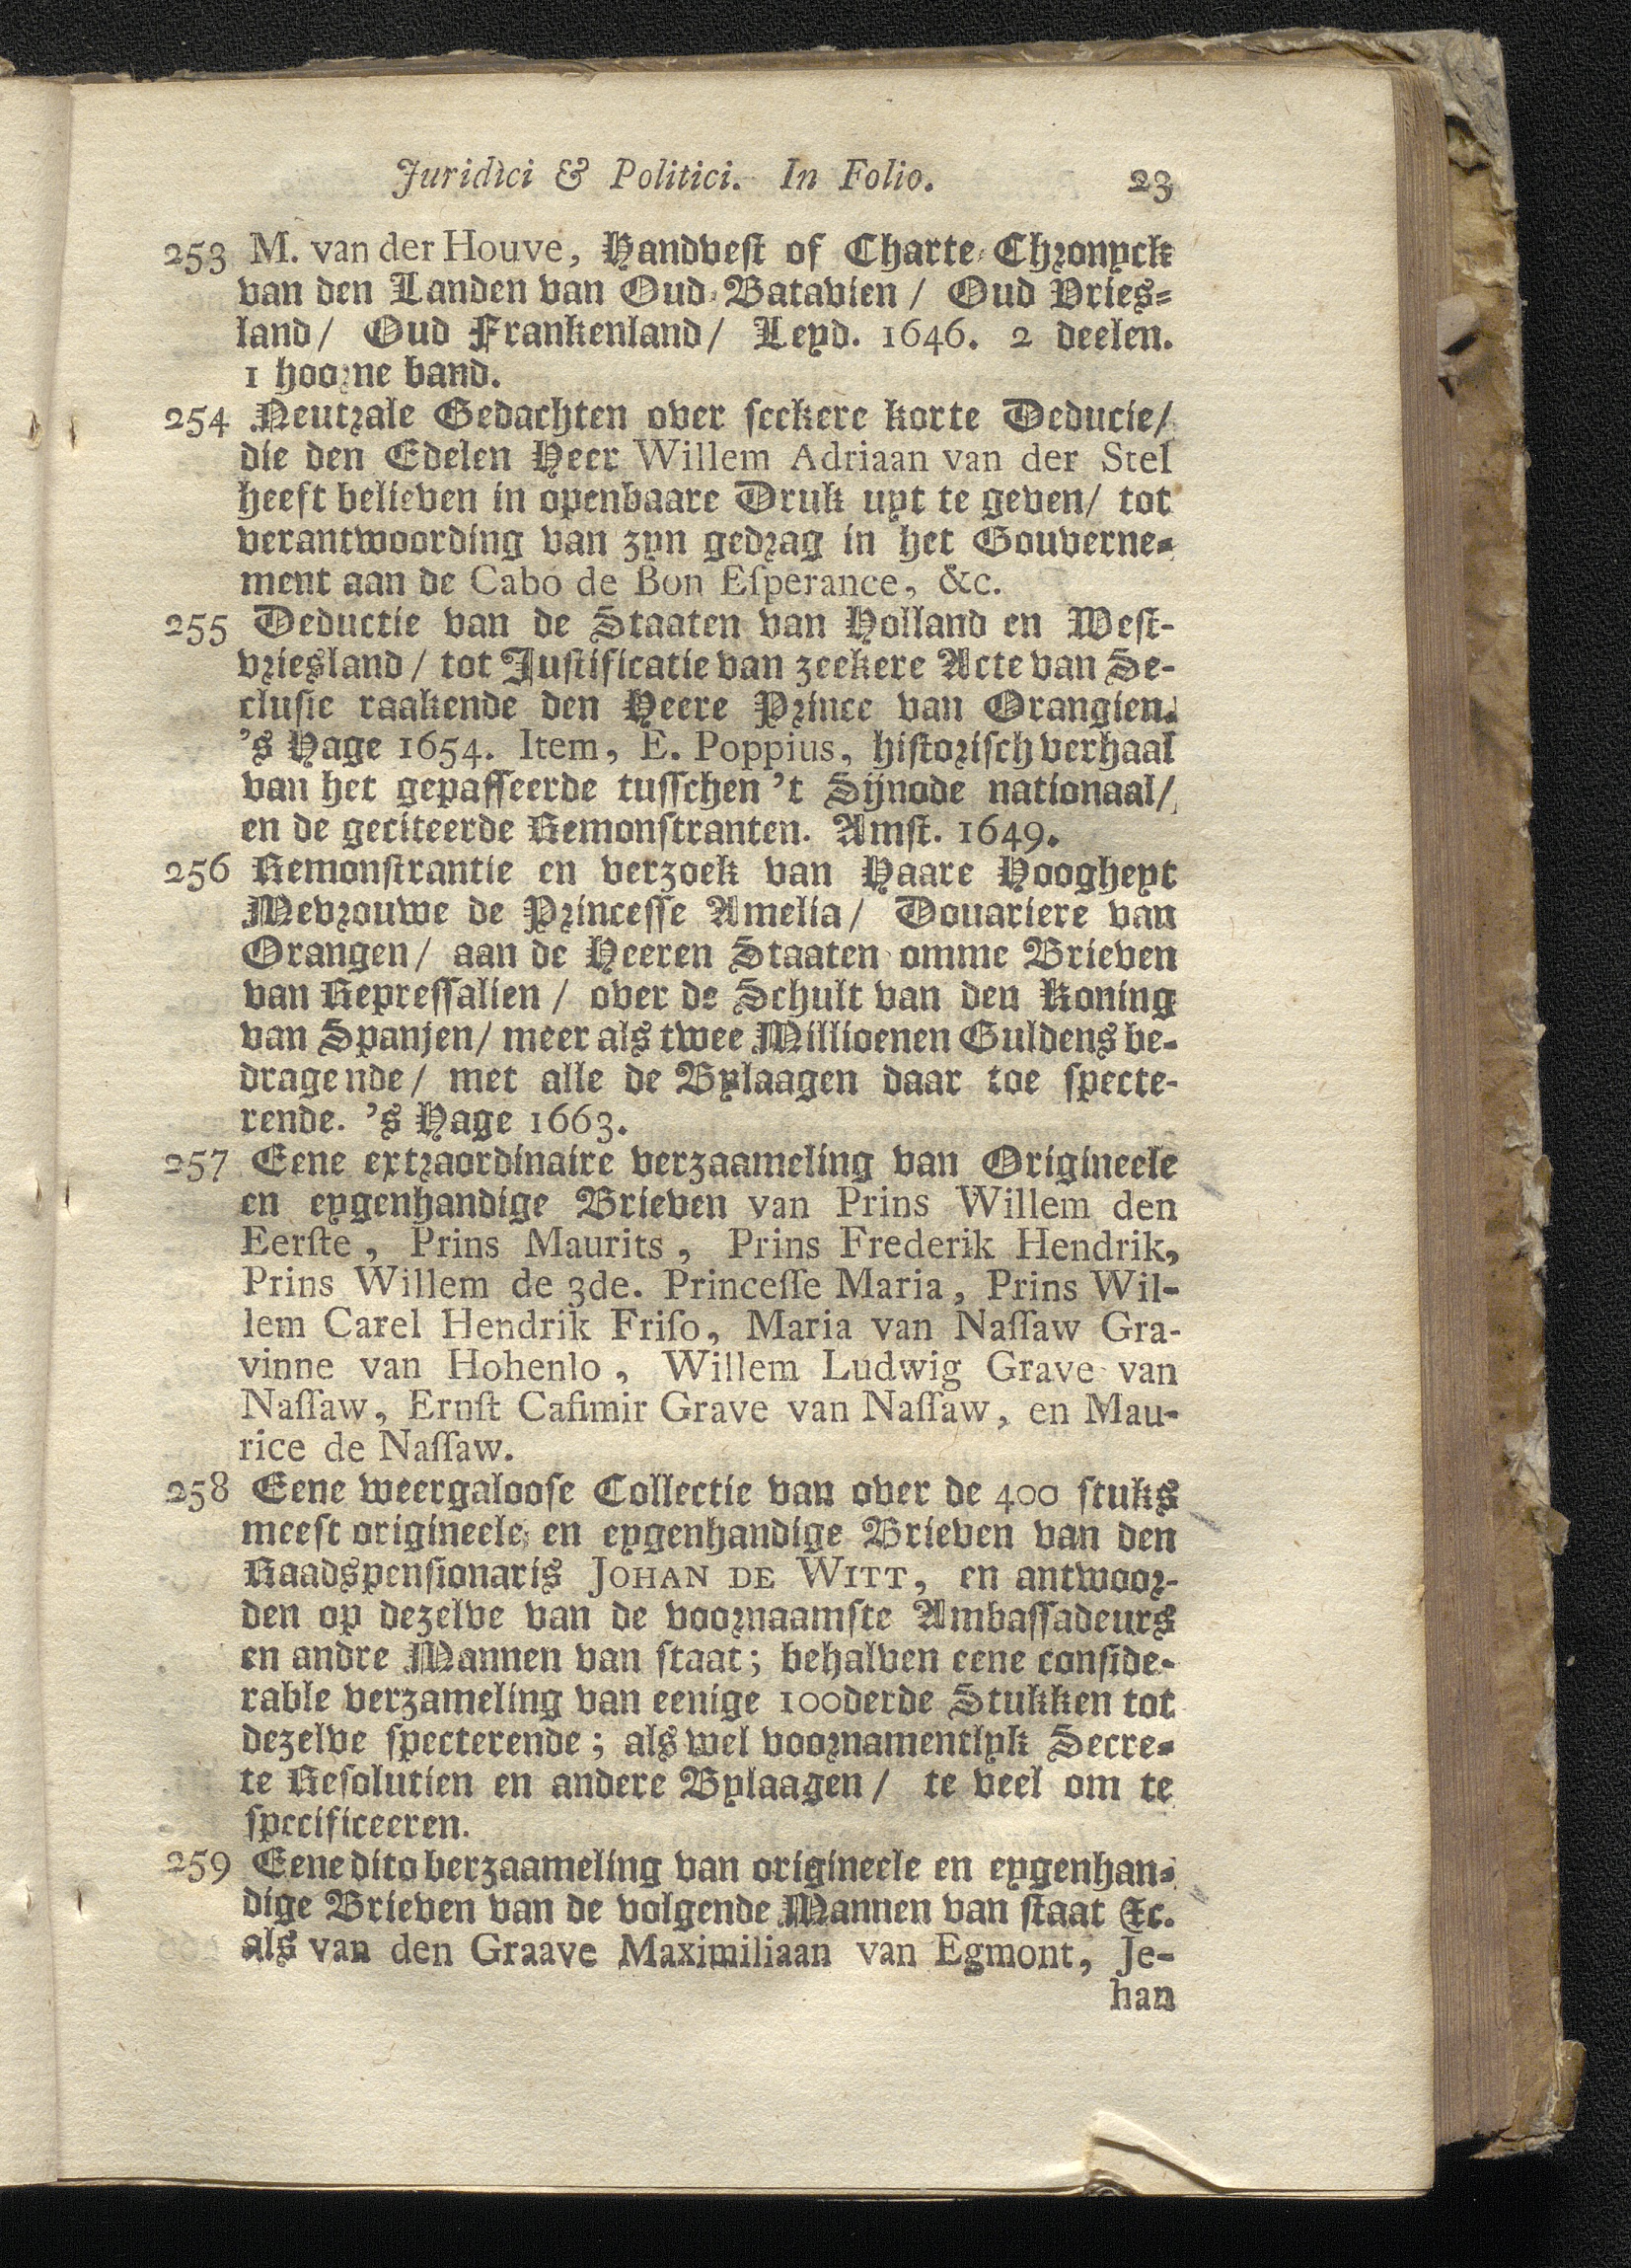 Juridici & Politici. In Folio. 23
253 M. van der Houve, Handvest of Charte-Chronyck
van den Landen van Oud-Batavien / Oud Vries-
land / Oud Frankenland / Leyd. 1646. 2 deelen.
1 hoorne band.
254 Neutrale Gedachten over seekere korte Deducie /
die den Edelen Heer Willem Adriaan van der Stel
heeft believen in openbaare Druk uyt te geven / tot
verantwoording van zyn gedrag in het Gouverne-
ment aan de Cabo de Bon Eſperance, &c.
255 Deductie van de Staaten van Holland en West-
vriesland / tot Justificatie van zeekere Acte van Se-
clusie raakende den Heere Prince van Orangien.
's Hage 1654. Item, E. Poppius, historisch verhaal
van het gepasseerde tusschen 't Sijnode nationaal /
en de geciteerde Remonstranten. Amst. 1649.
256 Remonstrantie en verzoek van Haare Hoogheyt
Mevrouwe de Princesse Amelia / Douariere van
Orangen / aan de Heeren Staaten omme Brieven
van Repressalien / over de Schult van den Koning
van Spanjen / meer als twee Millioenen Guldens be-
dragende / met alle de Bylaagen daar toe specte-
rende. 's Hage 1663.
257 Eene extraordinaire verzaameling van Origineele
en eygenhandige Brieven van Prins Willem den
Eerſte, Prins Maurits, Prins Frederik Hendrik,
Prins Willem de 3de. Princeſſe Maria, Prins Wil-
lem Carel Hendrik Friſo, Maria van Naſſaw Gra-
vinne van Hohenlo, Willem Ludwig Grave van
Naſſaw, Ernſt Caſimir Grave van Naſſaw, en Mau-
rice de Naſſaw.
258 Eene weergaloose Collectie van over de 400 stuks
meest origineele en eygenhandige Brieven van den
Raadspensionaris JOHAN DE WITT, en antwoor-
den op dezelve van de voornaamste Ambassadeurs
en andre Mannen van staat; behalven eene conside-
rable verzameling van eenige 100derde Stukken tot
dezelve specterende; als wel voornamentlyk Secre-
te Resolutien en andere Bylaagen / te veel om te
specificeeren.
259 Eene dito verzaameling van origineele en eygenhan-
dige Brieven van de volgende Mannen van staat &c.
als van den Graave Maximiliaan van Egmont, Je-
han